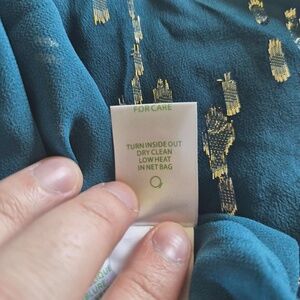 FOR CARE
TURN INSIDE OUT
DRY CLEAN
LOW HEAT
IN NET BAG